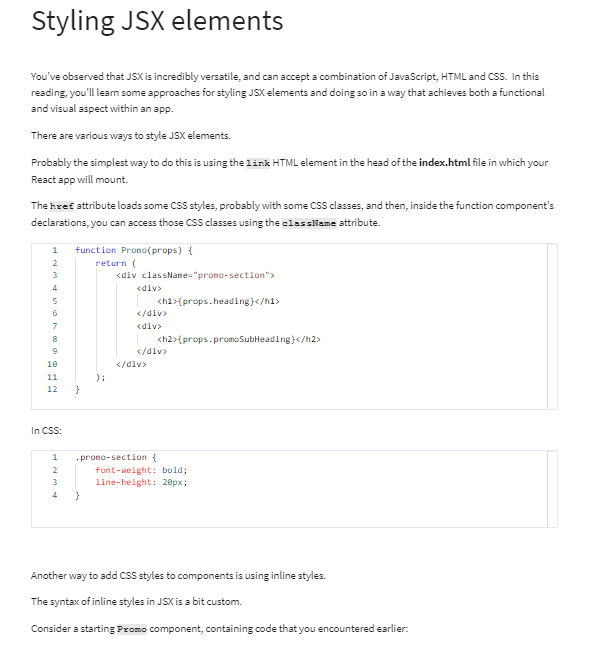 Styling JSX elements
You've observed that JSX is incredibly versatile, and can accept a combination of JavaScript, HTML and CSS. In this
reading, you'll learn some approaches for styling JSX elements and doing so in a way that achieves both a functional
and visual aspect within an app.
There are various ways to style JSX elements.
Probably the simplest way to do this is using the link HTML element in the head of the index.html file in which your
React app will mount.
The href attribute loads some CSS styles, probably with some CSS classes, and then, inside the function component's
declarations, you can access those CSS classes using the className attribute.
1 function Promo(props) {
2 return (
3 <div className="promo-section">
4 <div>
5 <h1>{props.heading}</h1>
6 </div>
7 <div>
8 <h2>{props.promoSubHeading}</h2>
9 </div>
10 </div>
11 );
12 }
In CSS:
1 .promo-section {
2 font-weight: bold;
3 line-height: 20px;
4 }
Another way to add CSS styles to components is using inline styles.
The syntax of inline styles in JSX is a bit custom.
Consider a starting Promo component, containing code that you encountered earlier: